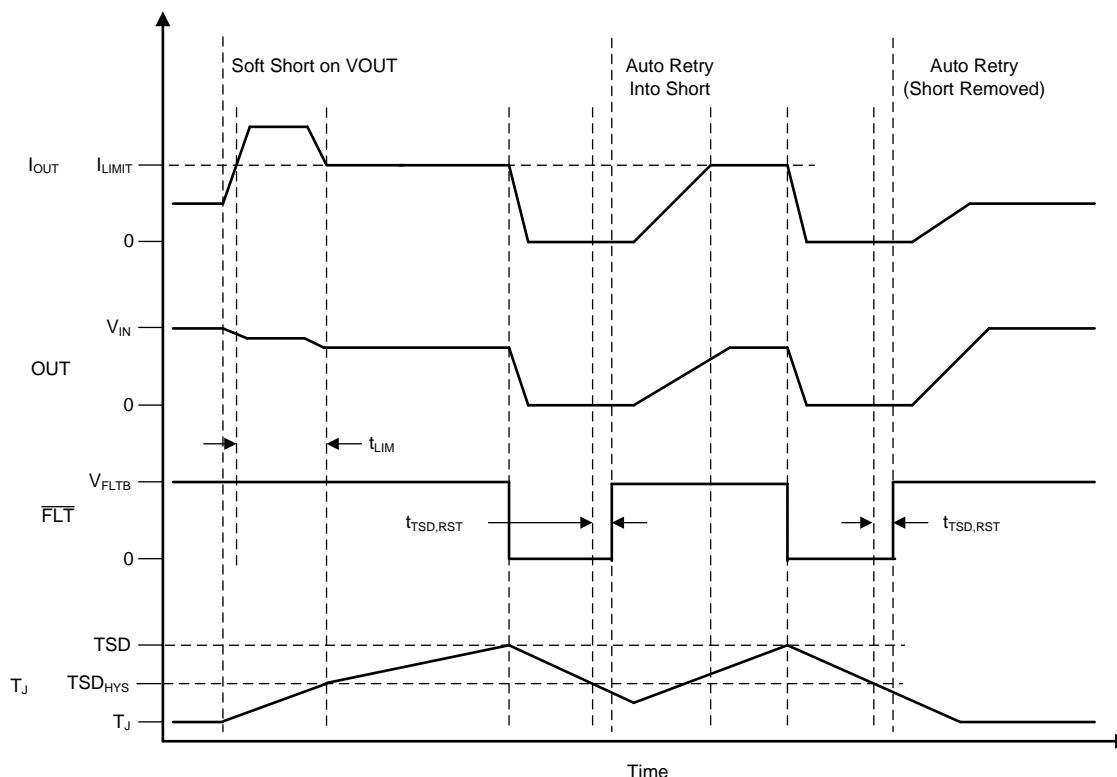 Soft Short on VOUT
Auto Retry
Into Short
Auto Retry
(Short Removed)
IOUT
ILIMIT
0
VIN
OUT
0
tLIM
VFLTB
FLT
tTSD,RST
tTSD,RST
0
TSD
TJ
TSDHYS
TJ
Time